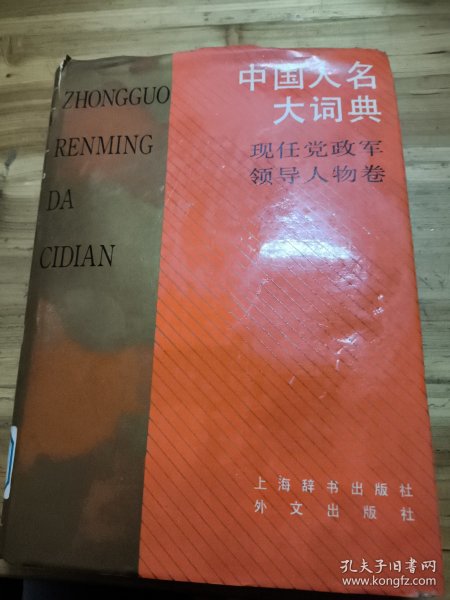 ZHONGGUO
RENMING
DA
CIDIAN
中国人名
大词典
现任党政军
领导人物卷
上海辞书出版社
外文出版社
孔夫子旧书网
www.kongfz.com